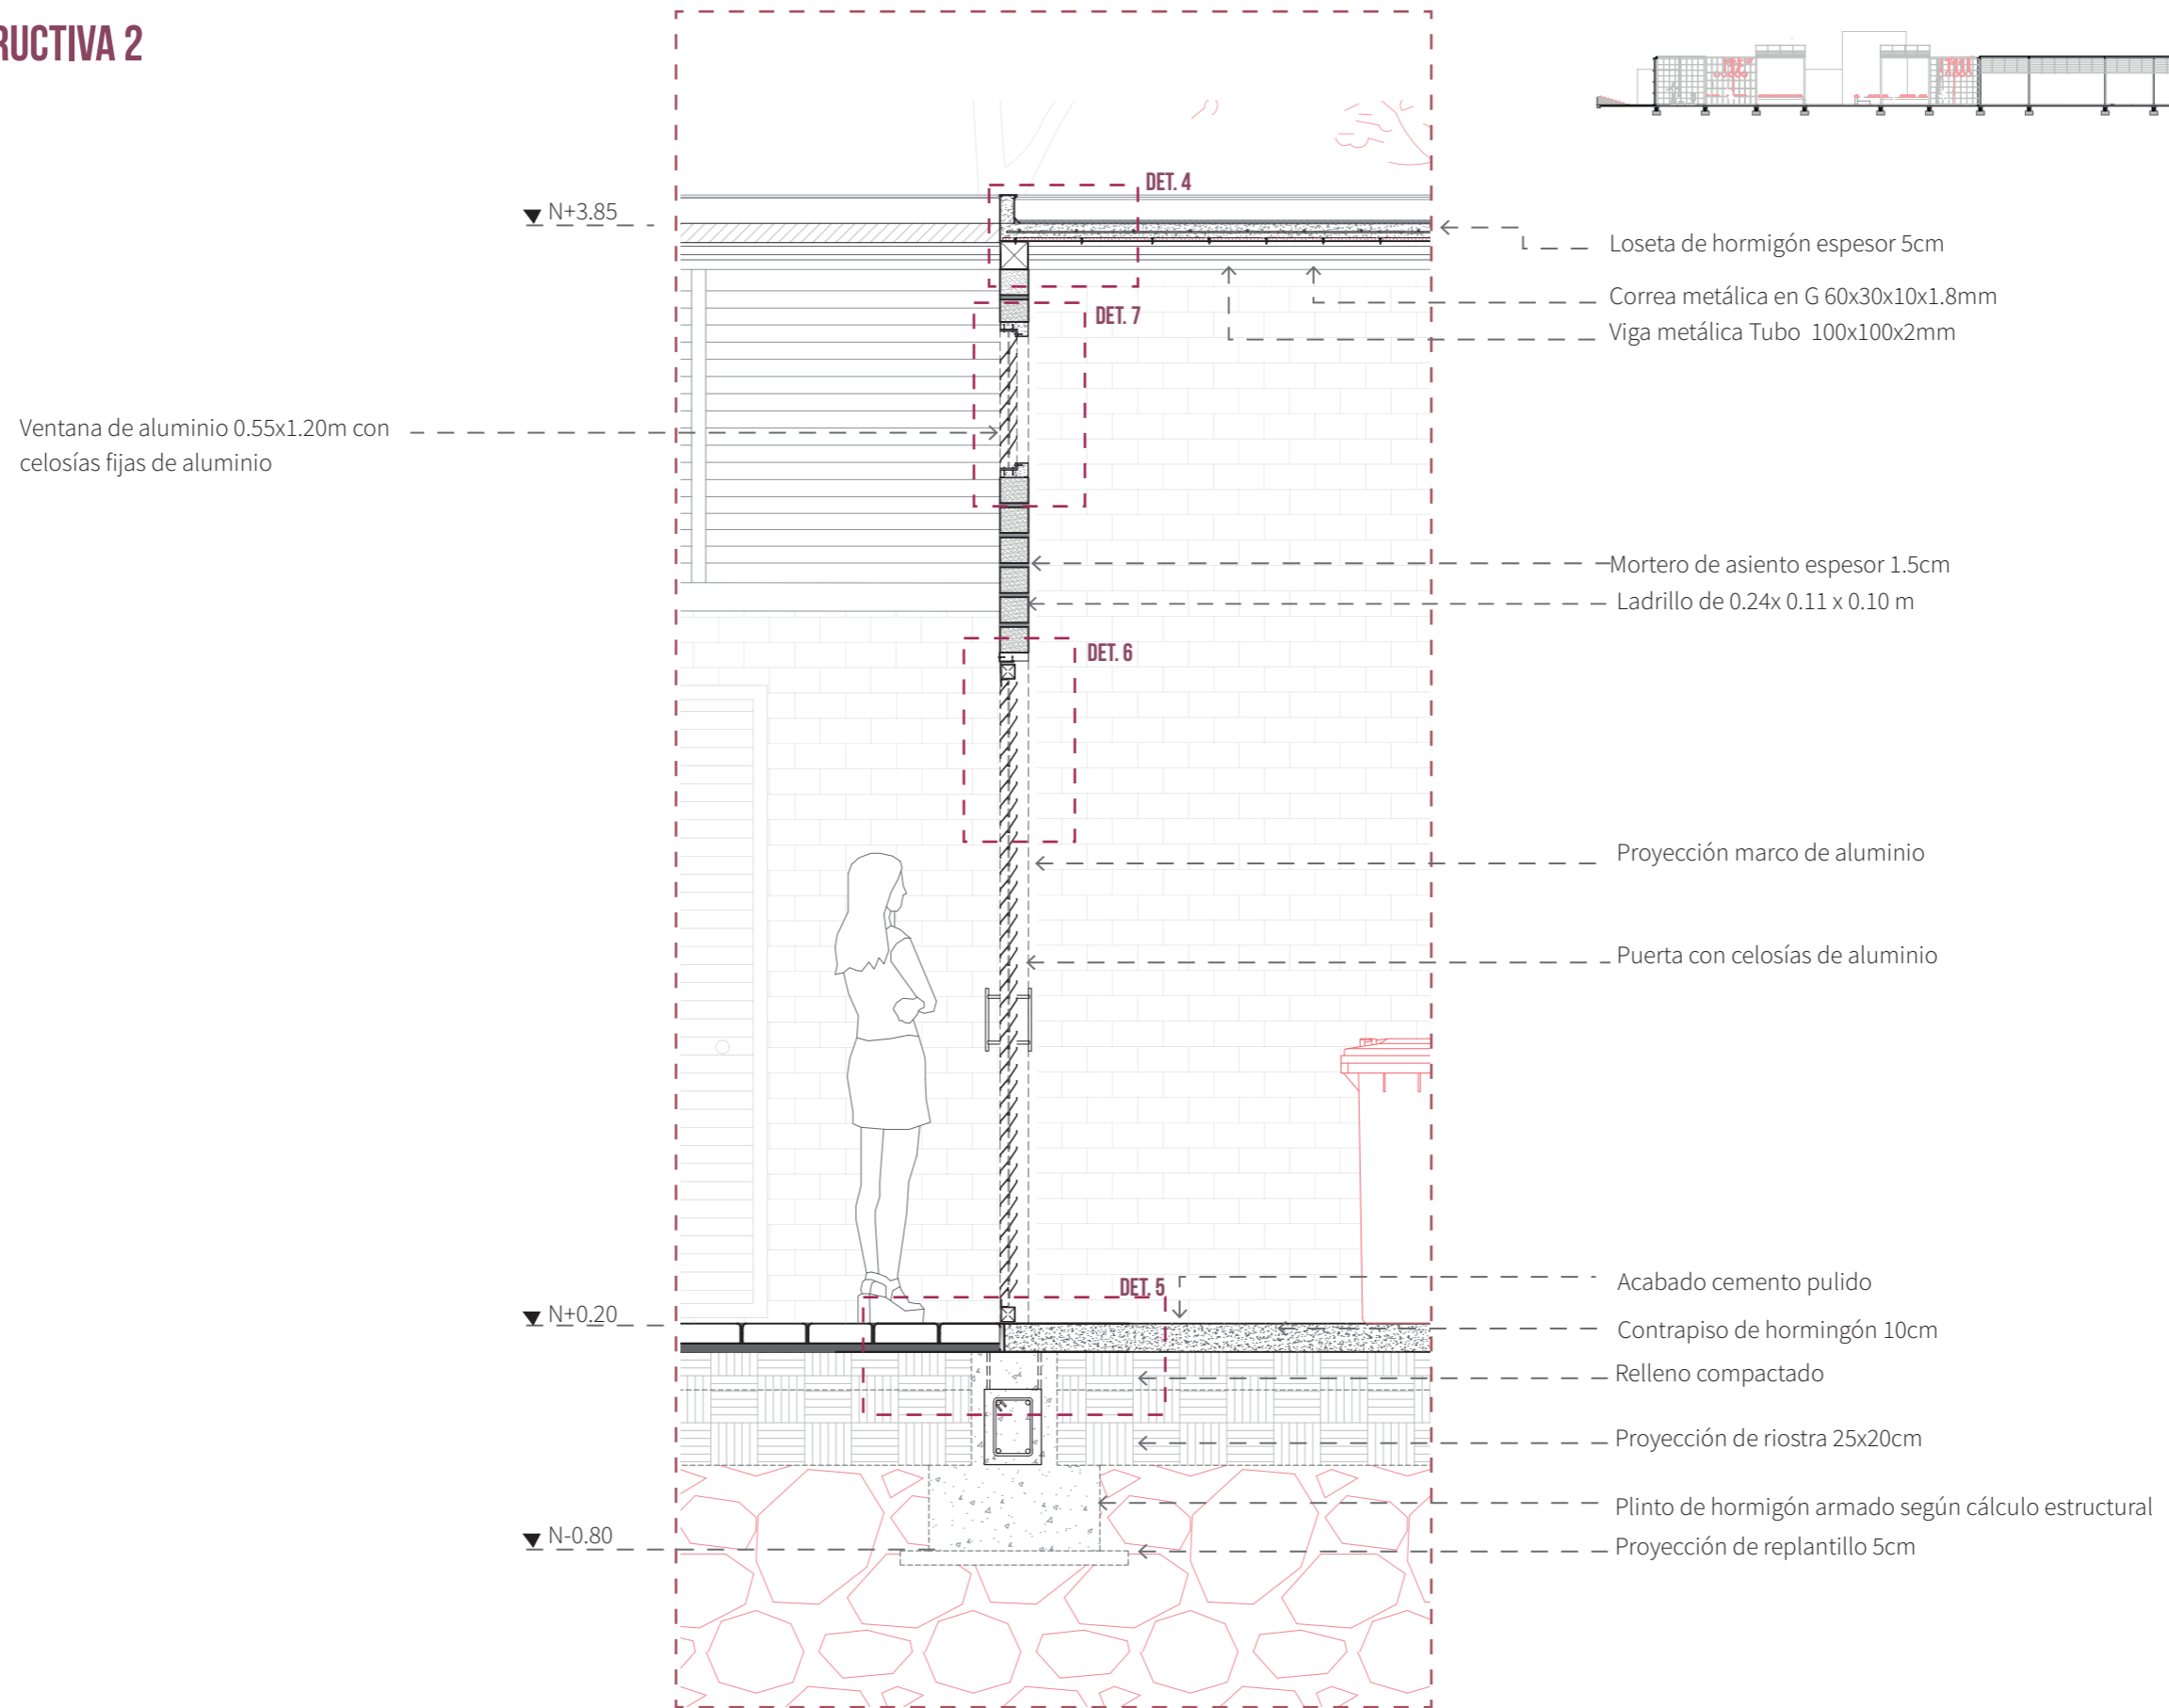 RUCTIVA 2
DET. 4
N+3.85
Loseta de hormigón espesor 5cm
Correa metálica en G 60x30x10x1.8mm
DET. 7
Viga metálica Tubo 100x100x2mm
Ventana de aluminio 0.55x1.20m con
celosías fijas de aluminio
Mortero de asiento espesor 1.5cm
Ladrillo de 0.24x 0.11 x 0.10 m
DET. 6
Proyección marco de aluminio
Puerta con celosías de aluminio
DET. 5
Acabado cemento pulido
N+0.20
Contrapiso de hormingón 10cm
Relleno compactado
Proyección de riostra 25x20cm
Plinto de hormigón armado según cálculo estructural
N-0.80
Proyección de replantillo 5cm